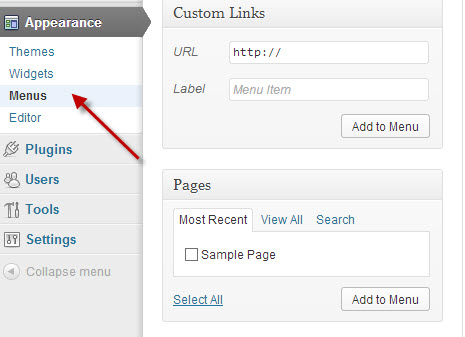 Appearance
Themes
Widgets
Menus
Editor
Plugins
Users
Tools
Settings
Collapse menu
Custom Links
URL http://
Label Menu Item
Add to Menu
Pages
Most Recent View All Search
Sample Page
Select All Add to Menu